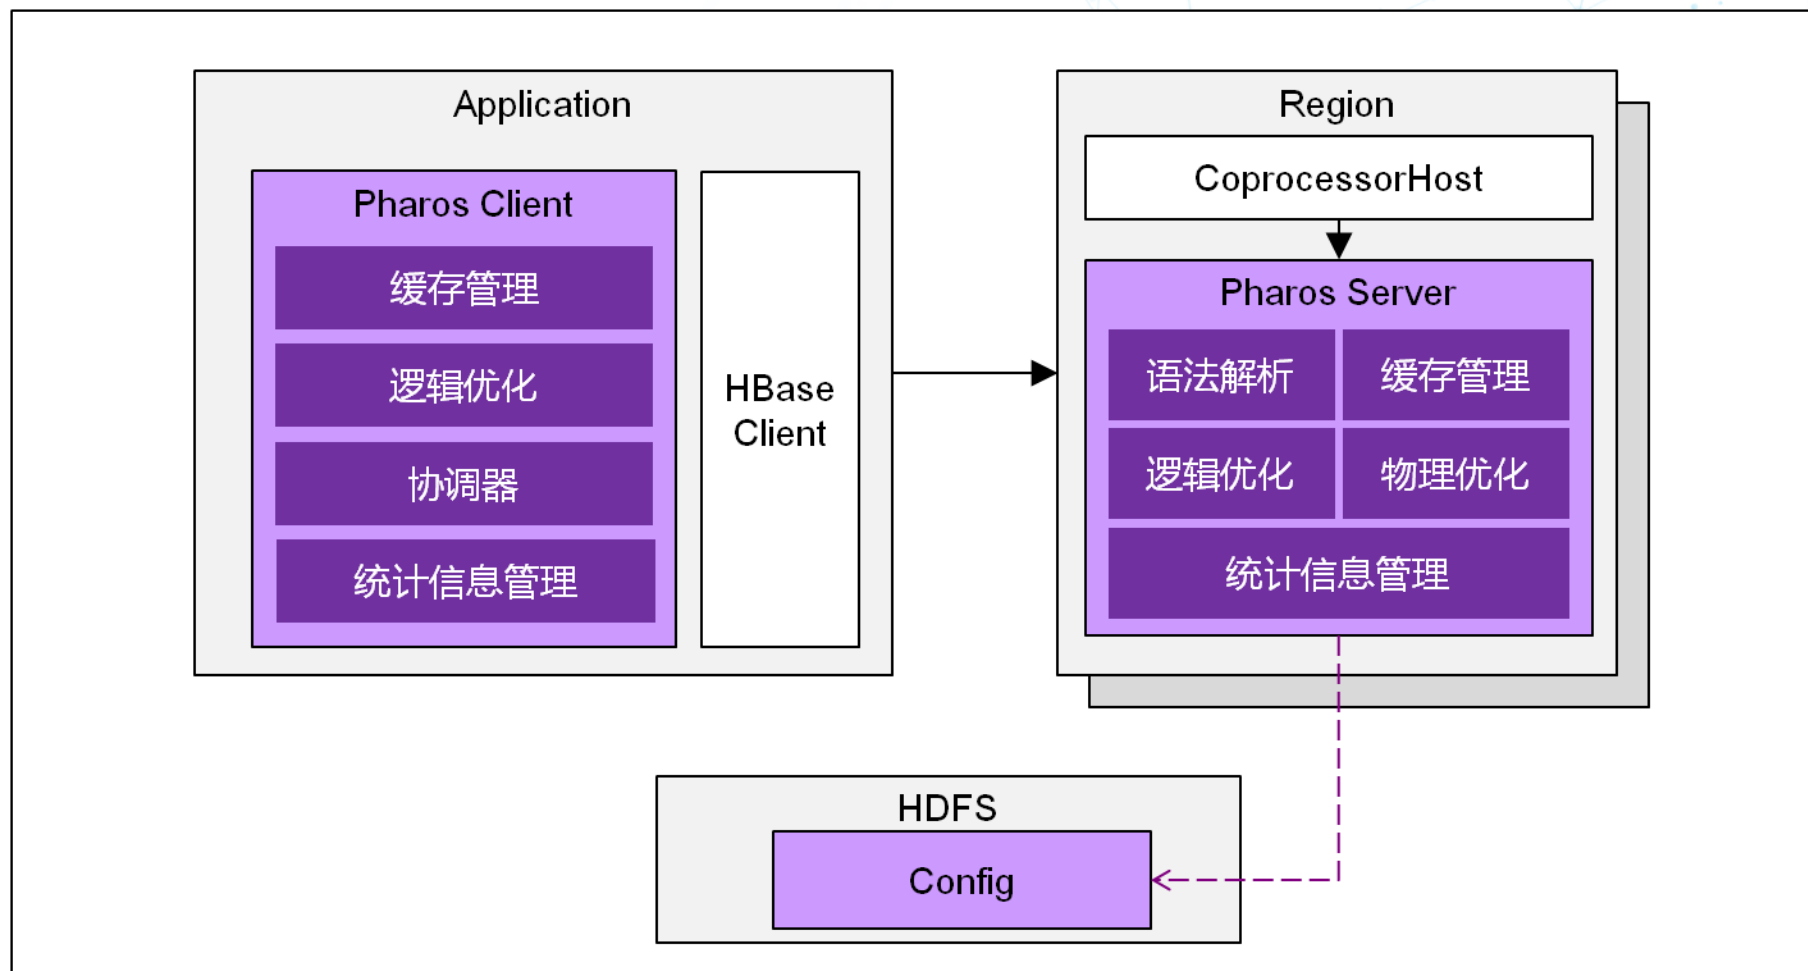 Application
Pharos Client
缓存管理
逻辑优化
协调器
统计信息管理
HBase
Client
Region
CoprocessorHost
Pharos Server
语法解析
缓存管理
逻辑优化
物理优化
统计信息管理
HDFS
Config